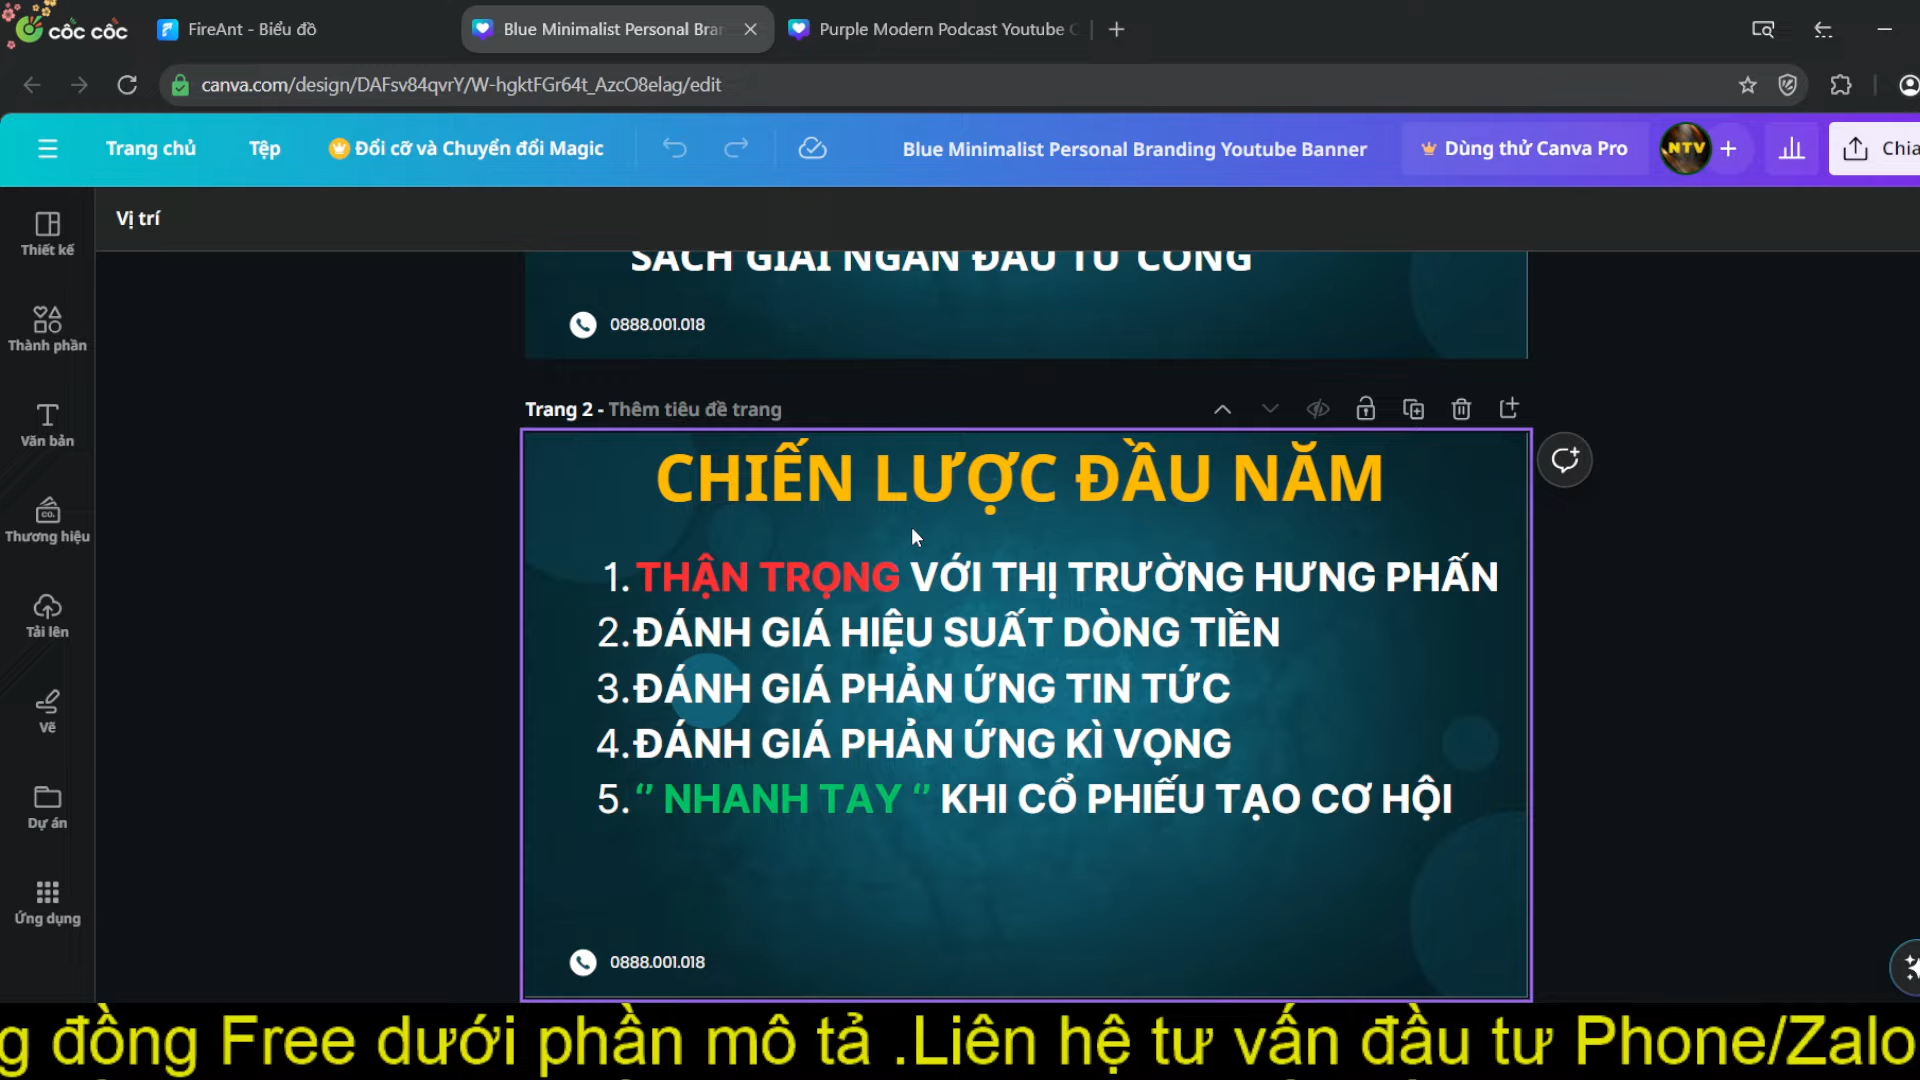 cốc cốc
FireAnt - Biểu đồ
Blue Minimalist Personal Brar
Purple Modern Podcast Youtube C
canva.com/design/DAFsv84qvrY/W-hgktFGr64t_AzcO8elag/edit
Trang chủ
Tệp
Đổi cỡ và Chuyển đổi Magic
Blue Minimalist Personal Branding Youtube Banner
Dùng thử Canva Pro
NTV
Chia
Thiết kế
Thành phần
Văn bản
CO.
Thương hiệu
Tải lên
Vẽ
Dự án
Ứng dụng
Vị trí
SÁCH GIẢI NGÂN ĐẦU TƯ CÔNG
0888.001.018
Trang 2 - Thêm tiêu đề trang
CHIẾN LƯỢC ĐẦU NĂM
1. THẬN TRỌNG VỚI THỊ TRƯỜNG HƯNG PHẤN
2. ĐÁNH GIÁ HIỆU SUẤT DÒNG TIỀN
3. ĐÁNH GIÁ PHẢN ỨNG TIN TỨC
4. ĐÁNH GIÁ PHẢN ỨNG KÌ VỌNG
5. “ NHANH TAY “ KHI CỔ PHIẾU TẠO CƠ HỘI
0888.001.018
g đồng Free dưới phần mô tả .Liên hệ tư vấn đầu tư Phone/Zalo